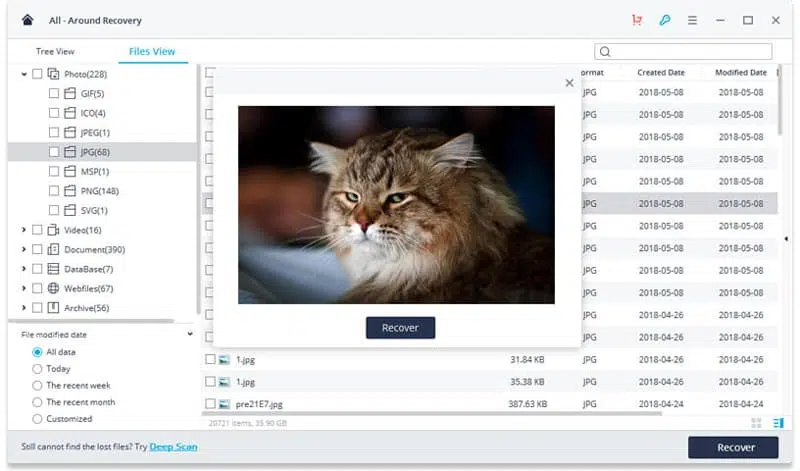 All - Around Recovery
Tree View
Files View
Photo(228)
GIF(5)
ICO(4)
JPEG(1)
JPG(68)
MSP(1)
PNG(148)
SVG(1)
Video(16)
Document(390)
DataBase(7)
Webfiles(67)
Archive(56)
File modified date
All data
Today
The recent week
The recent month
Customized
ormat Created Date Modified Date
JPG 2018-05-08 2018-05-08
JPG 2018-05-08 2018-05-08
JPG 2018-05-08 2018-05-08
JPG 2018-05-08 2018-05-08
JPG 2018-05-08 2018-05-08
JPG 2018-05-08 2018-05-08
JPG 2018-05-08 2018-05-08
JPG 2018-05-08 2018-05-08
JPG 2018-05-08 2018-05-08
JPG 2018-05-08 2018-05-08
JPG 2018-04-26 2018-04-26
JPG 2018-04-26 2018-04-26
Recover
1.jpg 31.84 KB JPG 2018-04-26 2018-04-26
1.jpg 35.38 KB JPG 2018-04-26 2018-04-26
pre21E7.jpg 387.63 KB JPG 2018-04-24 2018-04-24
20721 items, 35.90 GB
Still cannot find the lost files? Try Deep Scan
Recover